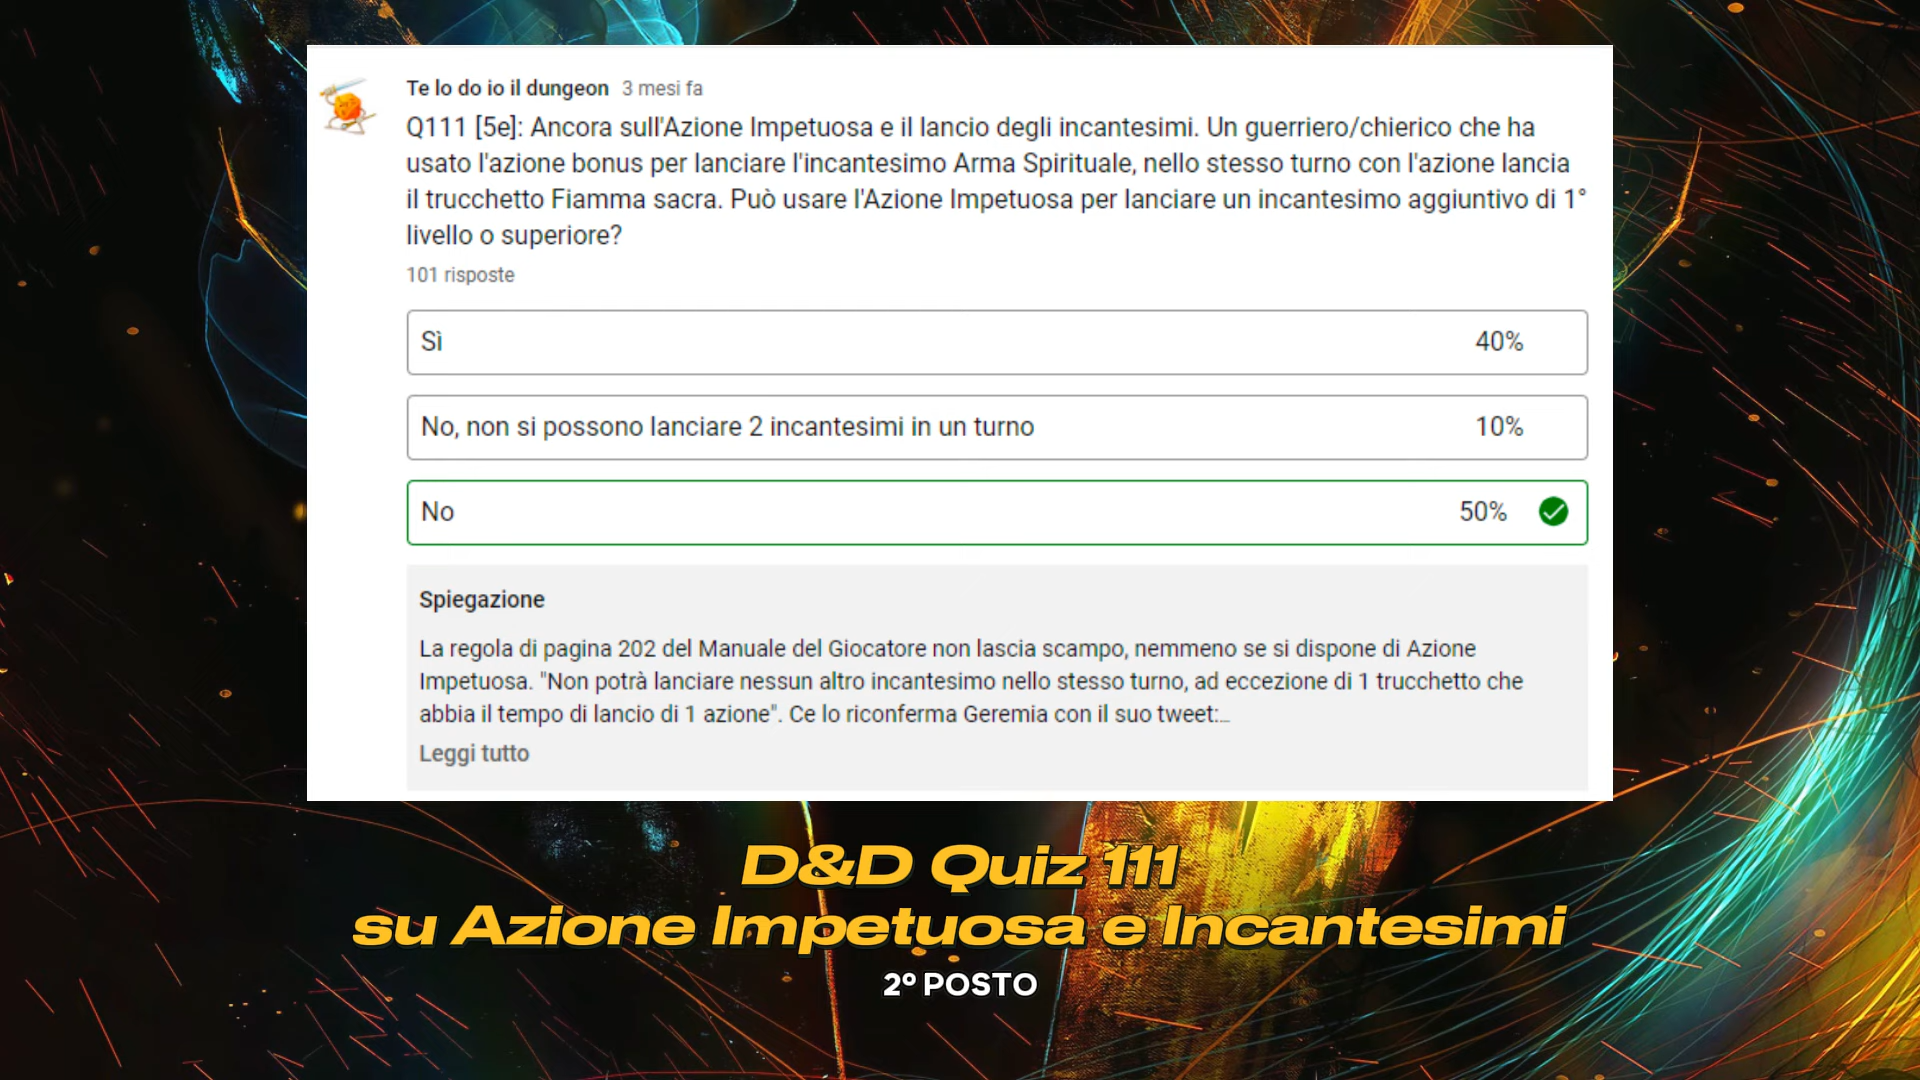 Te lo do io il dungeon 3 mesi fa
Q111 [5e]: Ancora sull'Azione Impetuosa e il lancio degli incantesimi. Un guerriero/chierico che ha
usato l'azione bonus per lanciare l'incantesimo Arma Spirituale, nello stesso turno con l'azione lancia
il trucchetto Fiamma sacra. Può usare l'Azione Impetuosa per lanciare un incantesimo aggiuntivo di 1°
livello o superiore?
101 risposte
Sì 40%
No, non si possono lanciare 2 incantesimi in un turno 10%
No 50%
Spiegazione
La regola di pagina 202 del Manuale del Giocatore non lascia scampo, nemmeno se si dispone di Azione
Impetuosa. "Non potrà lanciare nessun altro incantesimo nello stesso turno, ad eccezione di 1 trucchetto che
abbia il tempo di lancio di 1 azione". Ce lo riconferma Geremia con il suo tweet:...
Leggi tutto
D&D Quiz 111
su Azione Impetuosa e Incantesimi
2º POSTO